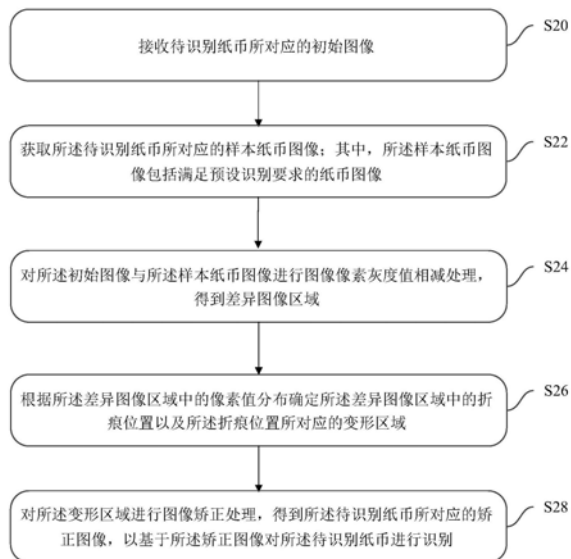 接收待识别纸币所对应的初始图像
S20
获取所述待识别纸币所对应的样本纸币图像；其中，所述样本纸币图
像包括满足预设识别要求的纸币图像
S22
对所述初始图像与所述样本纸币图像进行图像像素灰度值相减处理，
得到差异图像区域
S24
根据所述差异图像区域中的像素值分布确定所述差异图像区域中的折
痕位置以及所述折痕位置所对应的变形区域
S26
对所述变形区域进行图像矫正处理，得到所述待识别纸币所对应的矫
正图像，以基于所述矫正图像对所述待识别纸币进行识别
S28